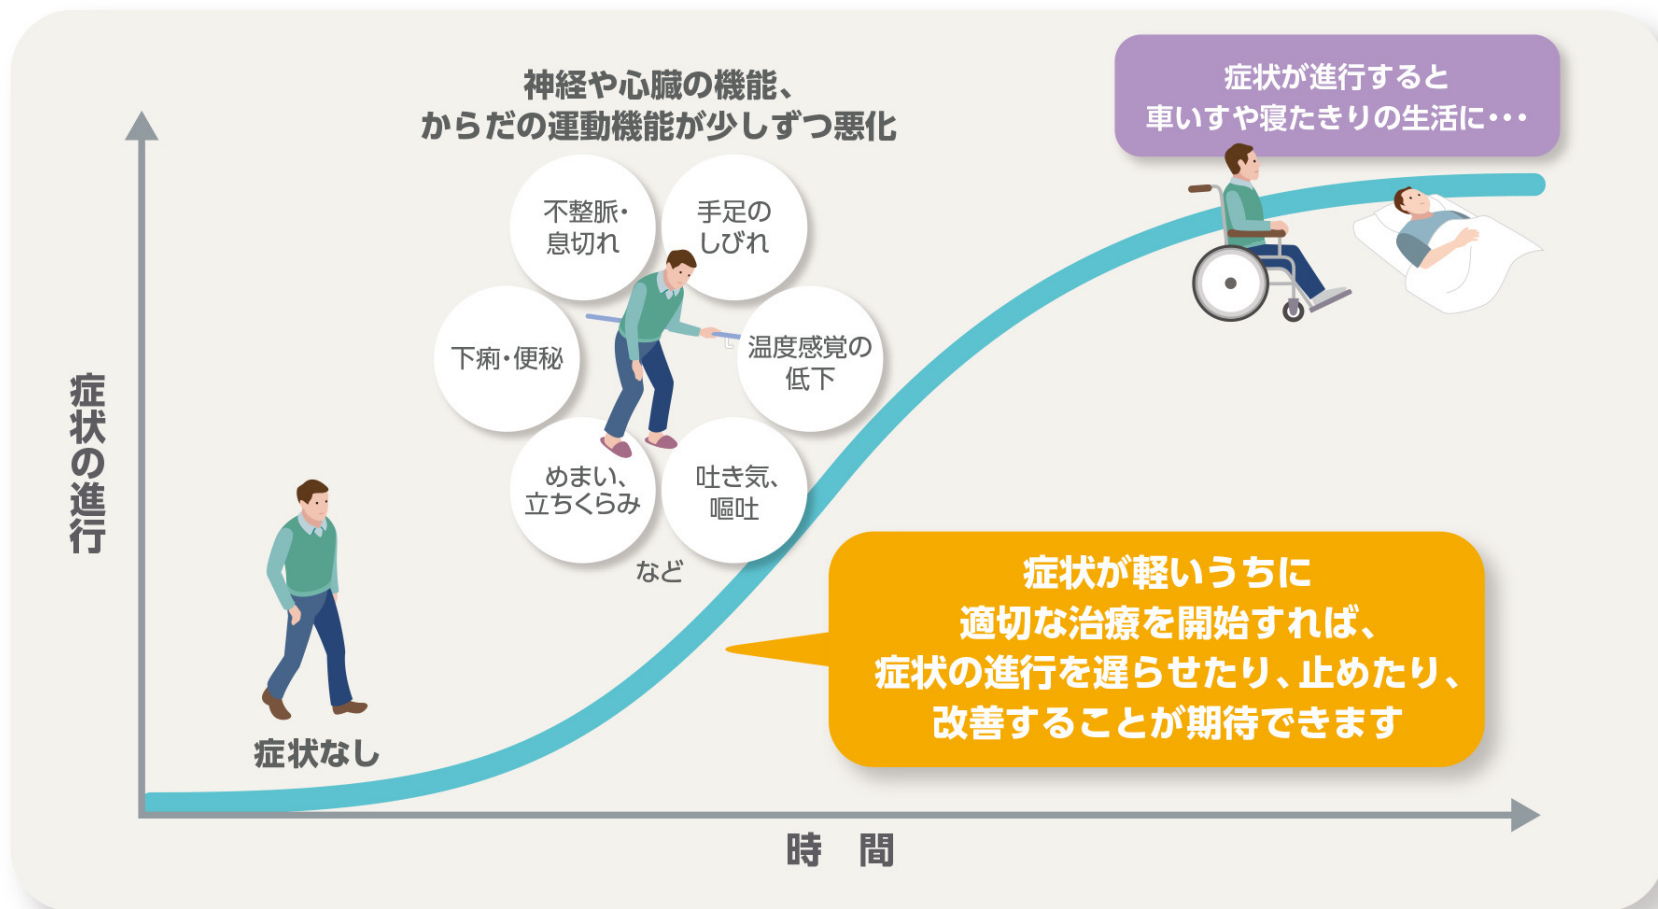 神経や心臓の機能、
からだの運動機能が少しずつ悪化
症状が進行すると
車いすや寝たきりの生活に・・・
不整脈・
息切れ
手足の
しびれ
下痢・便秘
温度感覚の
低下
めまい、
立ちくらみ
吐き気、
嘔吐
など
症状の進行
症状なし
症状が軽いうちに
適切な治療を開始すれば、
症状の進行を遅らせたり、止めたり、
改善することが期待できます
時　間